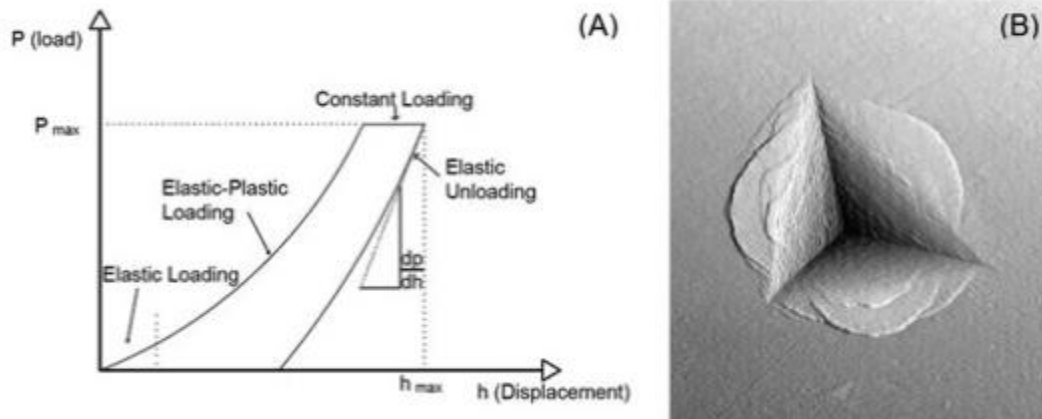 P (load)
(A)
(B)
Constant Loading
P max
Elastic
Unloading
Elastic-Plastic
Loading
Elastic Loading
dp
dh
h max
h (Displacement)